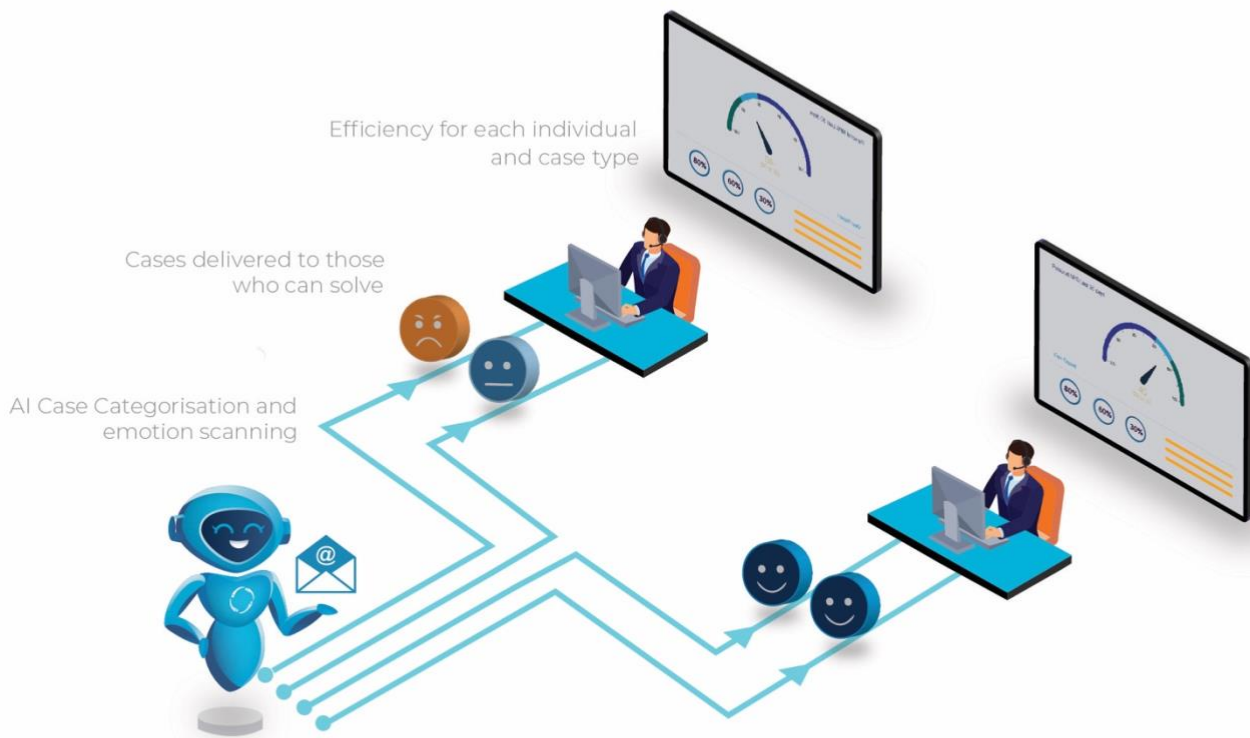 Efficiency for each individual
and case type
80%
60%
30%
Cases delivered to those
who can solve
AI Case Categorisation and
emotion scanning
@
80%
60%
30%